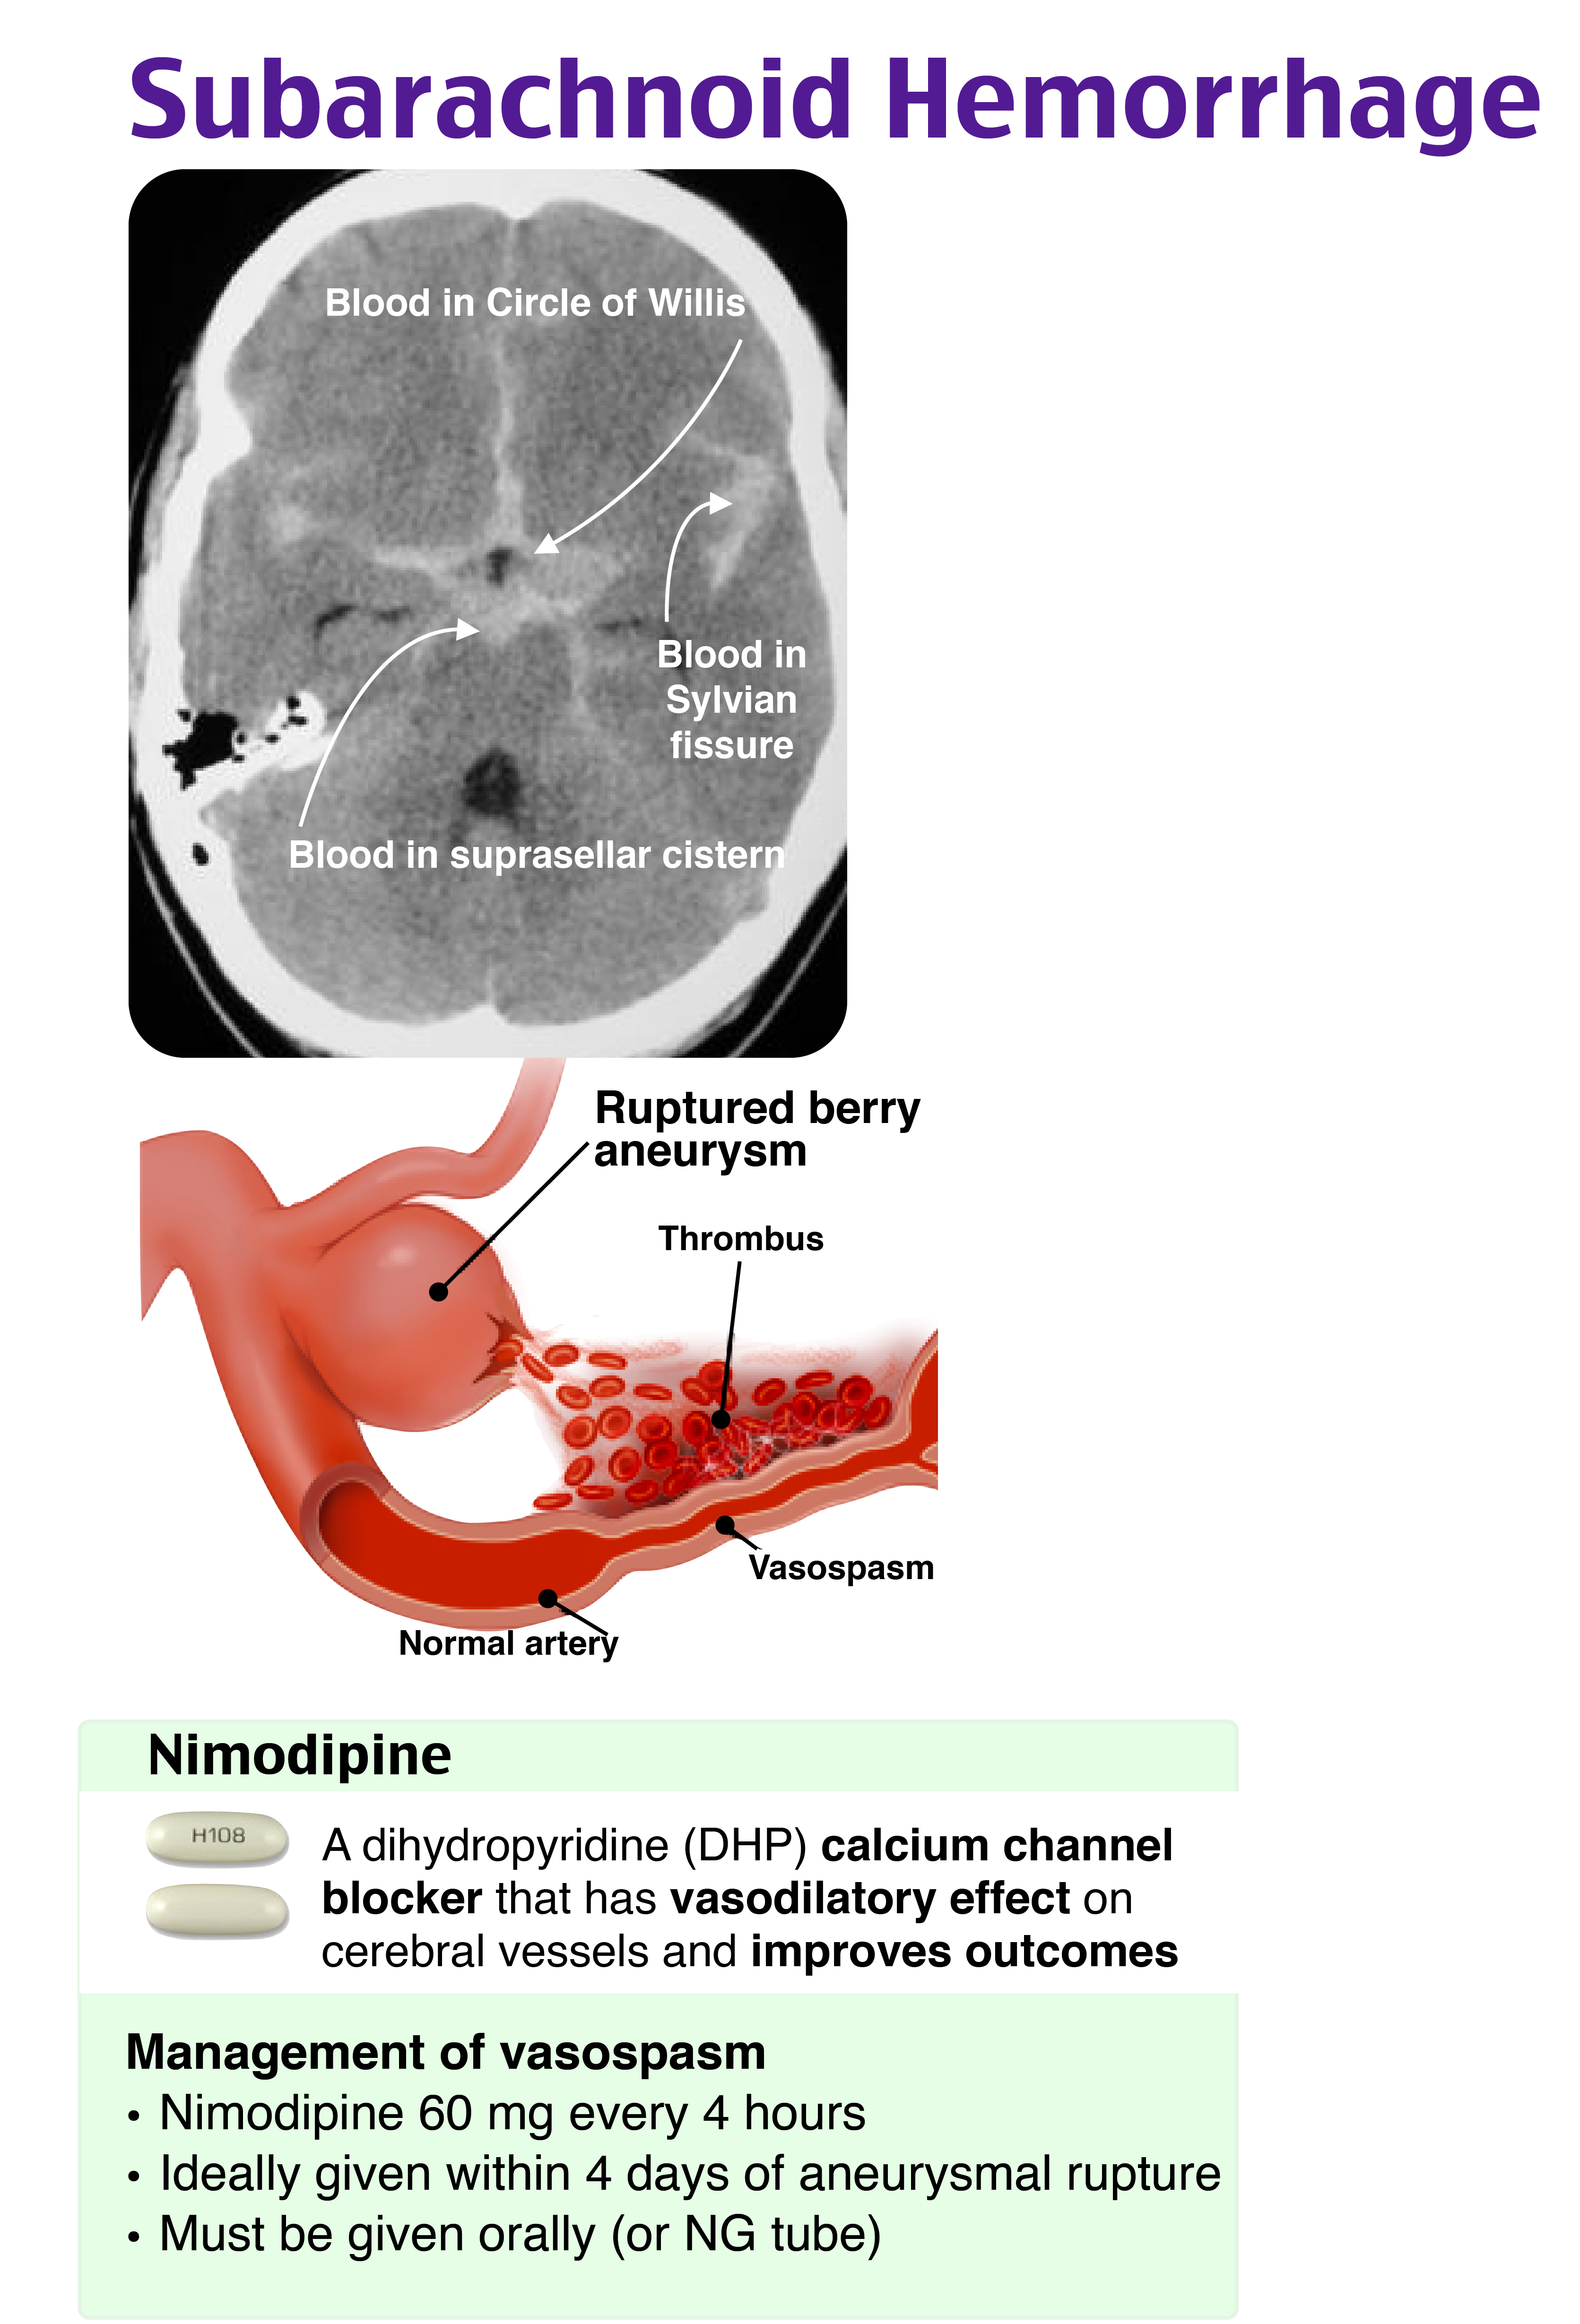 Subarachnoid Hemorrhage
Blood in Circle of Willis
Blood in
Sylvian
fissure
Blood in suprasellar cistern
Ruptured berry
aneurysm
Thrombus
Vasospasm
Normal artery
Nimodipine
H108
A dihydropyridine (DHP) calcium channel
blocker that has vasodilatory effect on
cerebral vessels and improves outcomes
Management of vasospasm
• Nimodipine 60 mg every 4 hours
• Ideally given within 4 days of aneurysmal rupture
• Must be given orally (or NG tube)